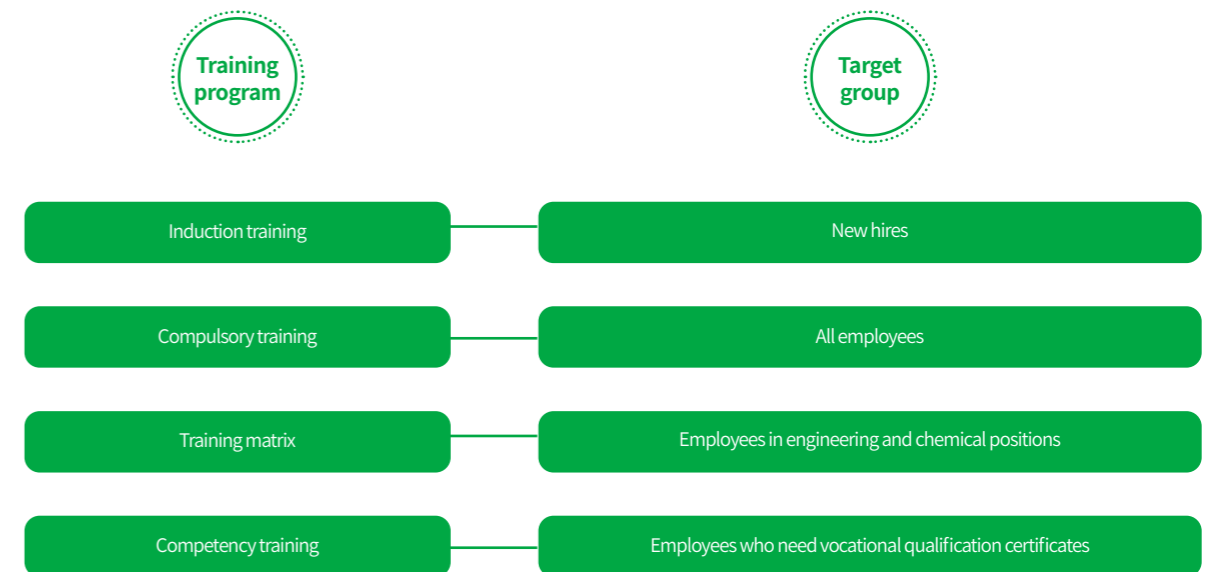 Training
program
Target
group
Induction training
New hires
Compulsory training
All employees
Training matrix
Employees in engineering and chemical positions
Competency training
Employees who need vocational qualification certificates